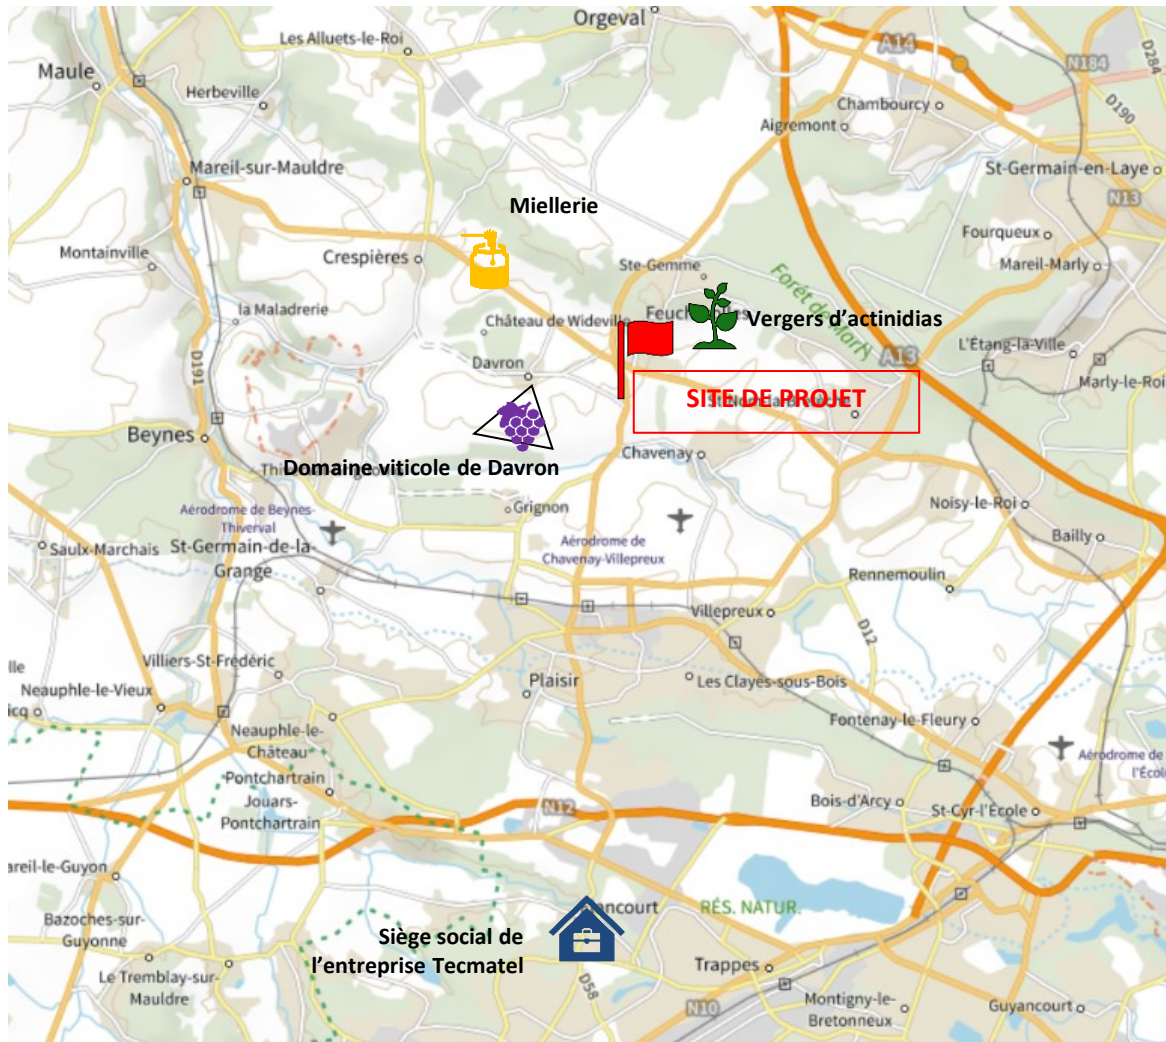 Orgeval
Les Alluets-le-Roi
A14
D284
Maule
N184
Herbeville
Chambourcy
D190
Aigremont
Mareil-sur-Mauldre
St-Germain-en-Laye
N13
Miellerie
Montainville
Crespières
Fourqueux
Ste-Gemme
Mareil-Marly
Forêt de Marly
la Maladrerie
Château de Wideville
Vergers d'actinidias
A13
L'Étang-la-Ville
D191
Davron
Marly-le-Roi
SITE DE PROJET
Beynes
Chavenay
Domaine viticole de Davron
Noisy-le-Roi
Grignon
Aérodrome de Beynes-
Thiverval
Aérodrome de
Chavenay-Villepreux
Bailly
Saulx-Marchais
St-Germain-de-la-
Grange
Rennemoulin
Villepreux
D12
Villiers-St-Frédéric
Plaisir
Les Clayes-sous-Bois
lle
Neauphle-le-Vieux
icq
Fontenay-le-Fleury
Neauphle-le-
Château
Aérodrome de
l'École
Pontchartrain
Jouars-
Pontchartrain
N12
Bois-d'Arcy
St-Cyr-l'École
areil-le-Guyon
Bazoches-sur-
Guyonne
ancourt
RÉS. NATUR.
Siège social de
l'entreprise Tecmatel
Le Tremblay-sur-
Mauldre
Trappes
D58
N10
Montigny-le-
Bretonneux
Guyancourt